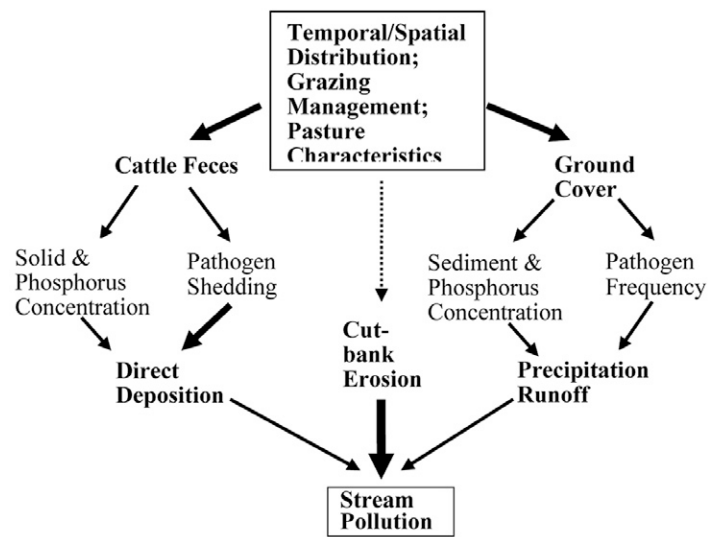 Temporal/Spatial
Distribution;
Grazing
Management;
Pasture
Characteristics
Cattle Feces
Ground
Cover
Solid &
Phosphorus
Concentration
Pathogen
Shedding
Sediment &
Phosphorus
Concentration
Pathogen
Frequency
Cut-
bank
Erosion
Direct
Deposition
Precipitation
Runoff
Stream
Pollution